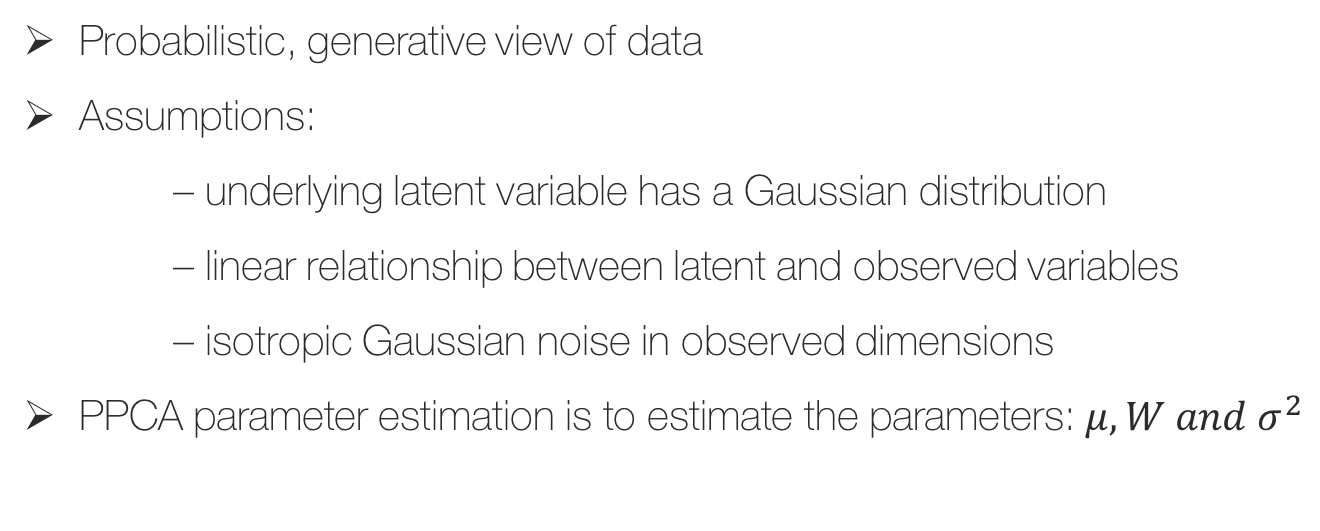 ➢ Probabilistic, generative view of data
➢ Assumptions:
– underlying latent variable has a Gaussian distribution
– linear relationship between latent and observed variables
– isotropic Gaussian noise in observed dimensions
➢ PPCA parameter estimation is to estimate the parameters: μ, W and σ²